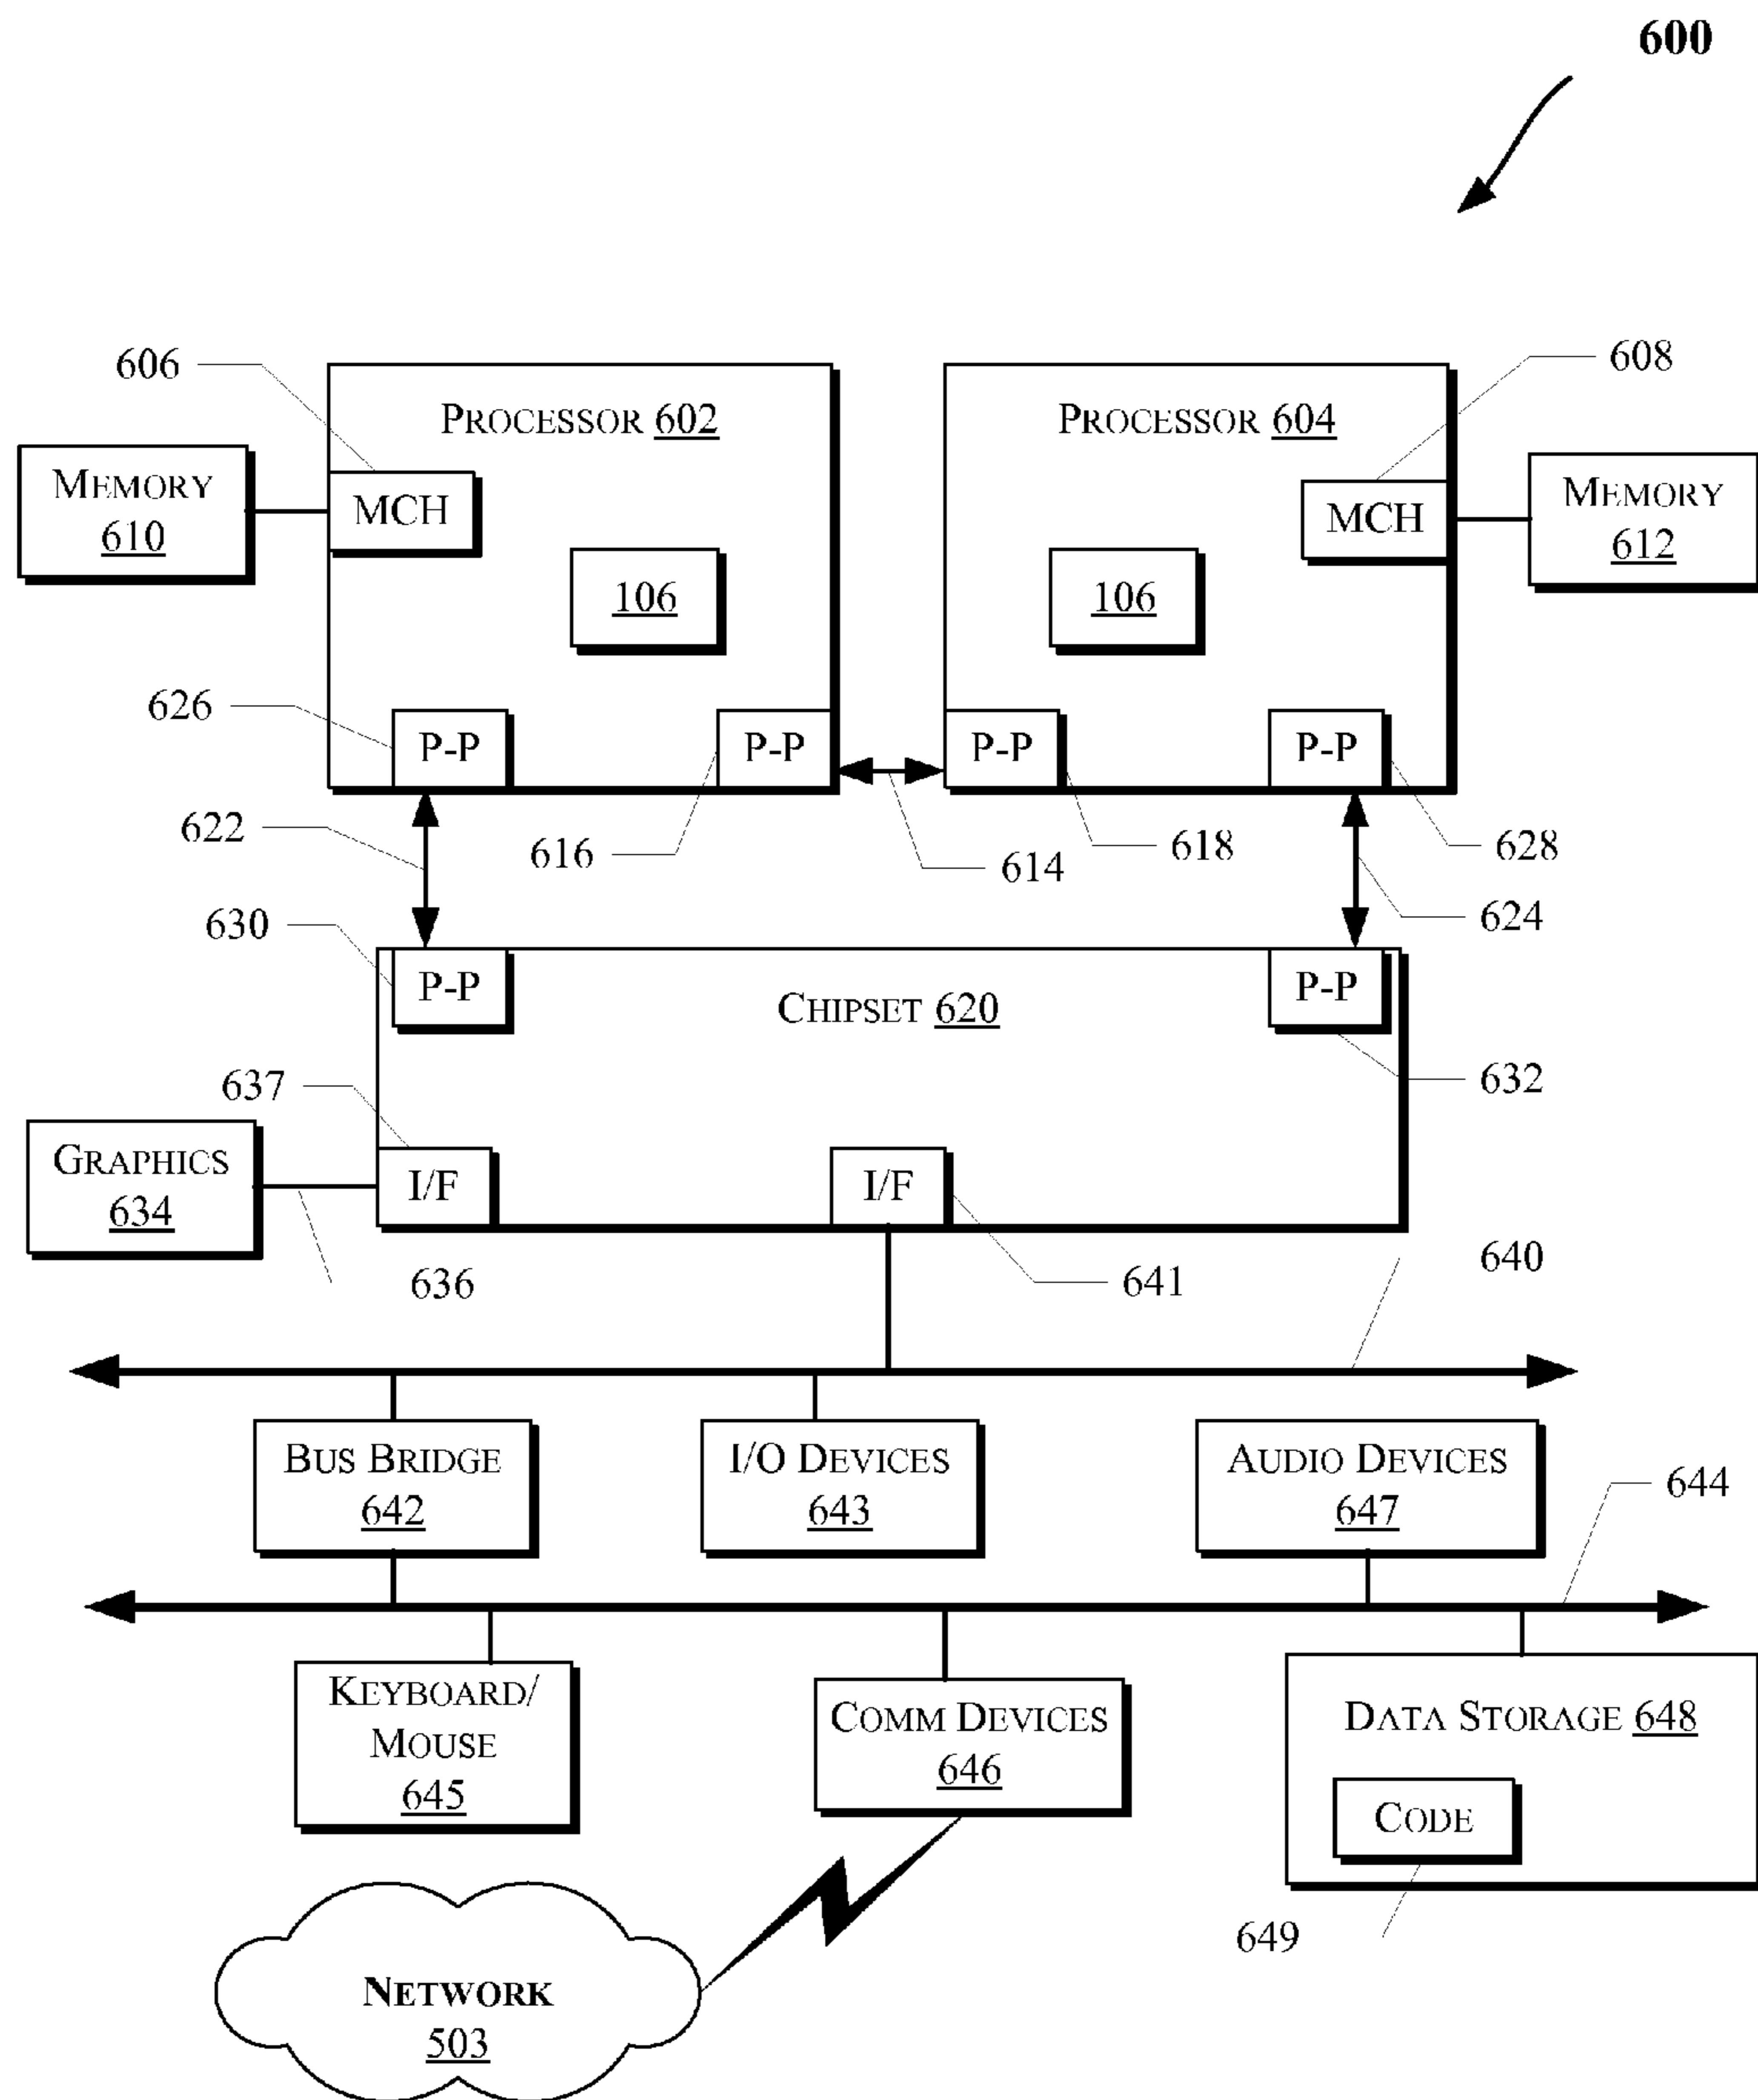 600
606
608
PROCESSOR 602
PROCESSOR 604
MEMORY
610
MCH
MCH
MEMORY
612
106
106
626
P-P
P-P
P-P
P-P
622
616
614
618
628
624
630
P-P
CHIPSET 620
P-P
632
637
GRAPHICS
634
I/F
I/F
636
641
640
BUS BRIDGE
642
I/O DEVICES
643
AUDIO DEVICES
647
644
KEYBOARD/
MOUSE
645
COMM DEVICES
646
DATA STORAGE 648
CODE
649
NETWORK
503